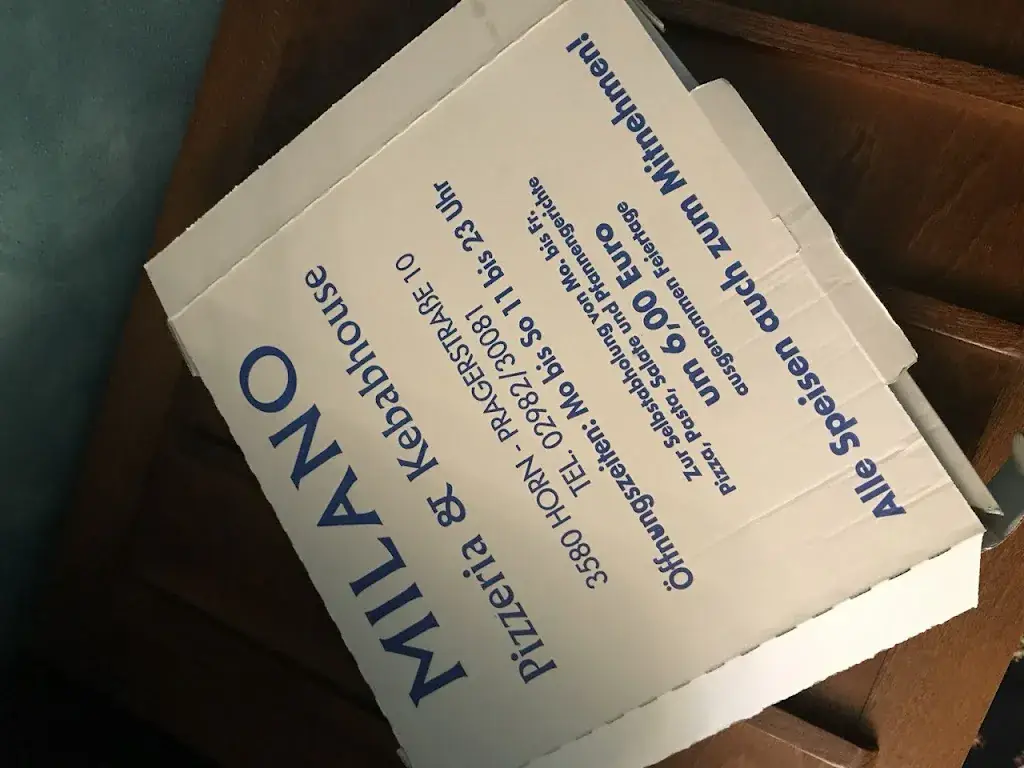 MILANO
Pizzeria & Kebabhouse
3580 HORN - PRAGERSTRAßE 10
TEL. 02982/30081
Öffnungszeiten: Mo bis So 11 bis 23 Uhr
Zur Selbstabholung von Mo. bis Fr.
Pizza, Pasta, Salate und Pfannengerichte
um 6,00 Euro
ausgenommen Feiertage
Alle Speisen auch zum Mitnehmen!